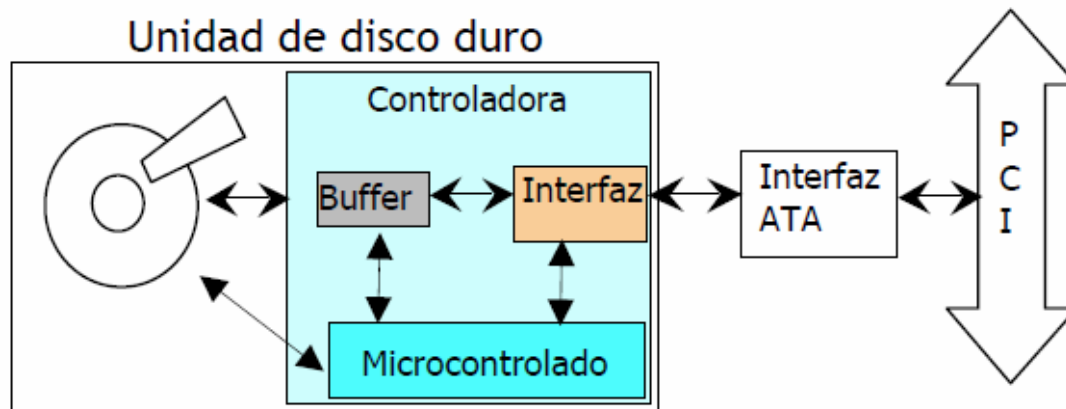 Unidad de disco duro
Controladora
Buffer
Interfaz
Microcontrolado
Interfaz
ATA
P
C
I